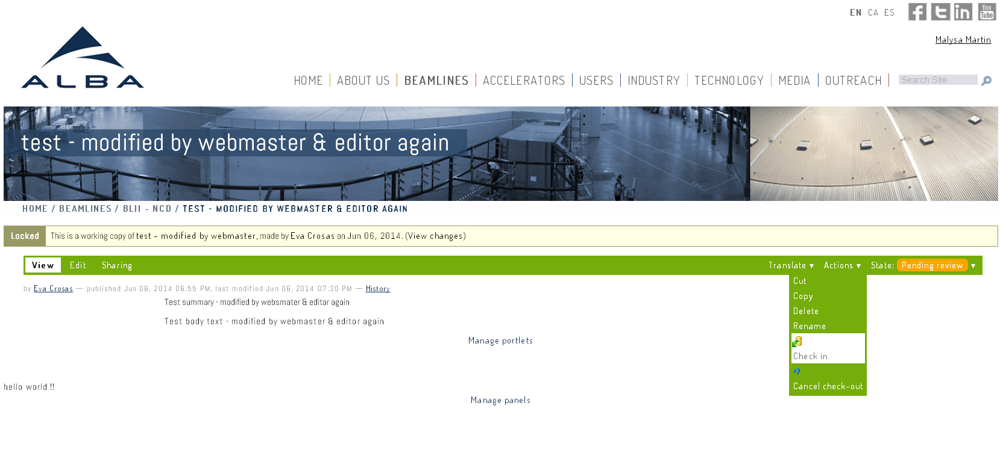 EN CA ES
You Tube
Malysa Martin
ALBA
HOME ABOUT US BEAMLINES ACCELERATORS USERS INDUSTRY TECHNOLOGY MEDIA OUTREACH Search Site
test - modified by webmaster & editor again
HOME / BEAMLINES / BL11 - NCD / TEST - MODIFIED BY WEBMASTER & EDITOR AGAIN
Locked This is a working copy of test - modified by webmaster, made by Eva Crosas on Jun 06, 2014. (View changes)
View Edit Sharing Translate ▼ Actions ▼ State: Pending review ▼
by Eva Crosas — published Jun 06, 2014 06:55 PM, last modified Jun 06, 2014 07:30 PM — History
Cut
Copy
Delete
Rename
Check in
Cancel check-out
Test summary - modified by websmater & editor again
Test body text - modified by webmaster & editor again
Manage portlets
hello world !!
Manage panels